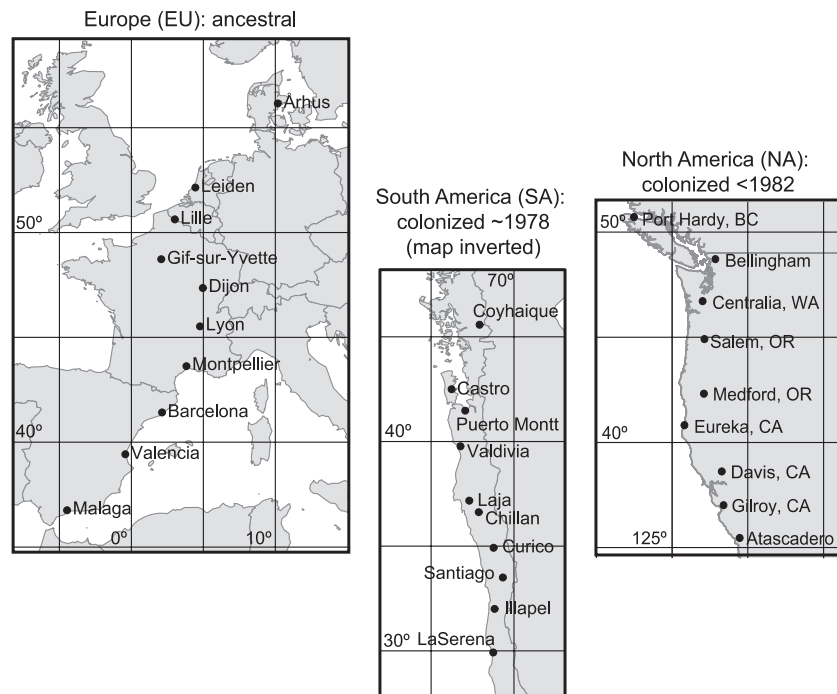 Europe (EU): ancestral
Århus
Leiden
Lille
50º
Gif-sur-Yvette
Dijon
Lyon
Montpellier
Barcelona
40º
Valencia
Malaga
0º
10º
South America (SA):
colonized ~1978
(map inverted)
70º
Coyhaique
Castro
Puerto Montt
40º
Valdivia
Laja
Chillan
Curico
Santiago
Illapel
LaSerena
30º
North America (NA):
colonized <1982
50º
Port Hardy, BC
Bellingham
Centralia, WA
Salem, OR
Medford, OR
Eureka, CA
40º
Davis, CA
Gilroy, CA
125º
Atascadero